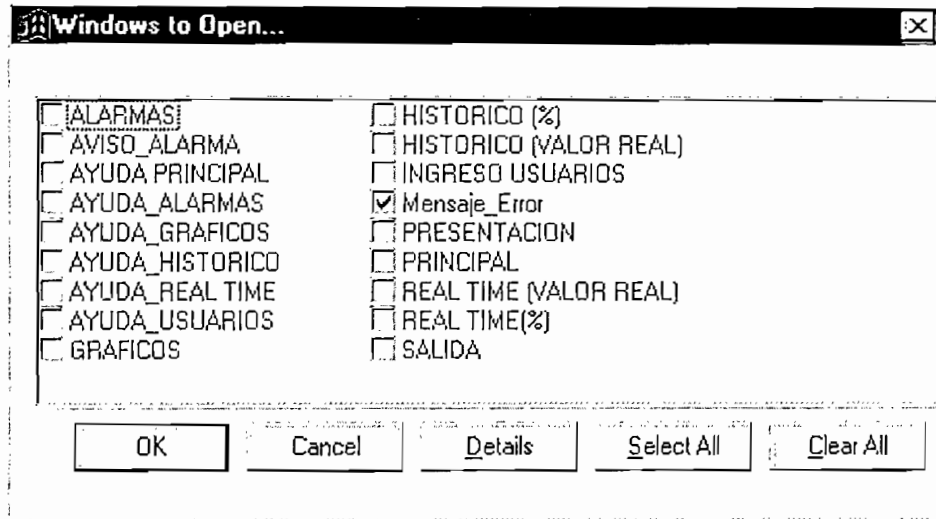 Windows to Open...
ALARMAS
AVISO_ALARMA
AYUDA PRINCIPAL
AYUDA_ALARMAS
AYUDA_GRAFICOS
AYUDA_HISTORICO
AYUDA_REAL TIME
AYUDA_USUARIOS
GRAFICOS
HISTORICO (%)
HISTORICO (VALOR REAL)
INGRESO USUARIOS
Mensaje_Error
PRESENTACION
PRINCIPAL
REAL TIME (VALOR REAL)
REAL TIME(%)
SALIDA
OK Cancel Details Select All Clear All